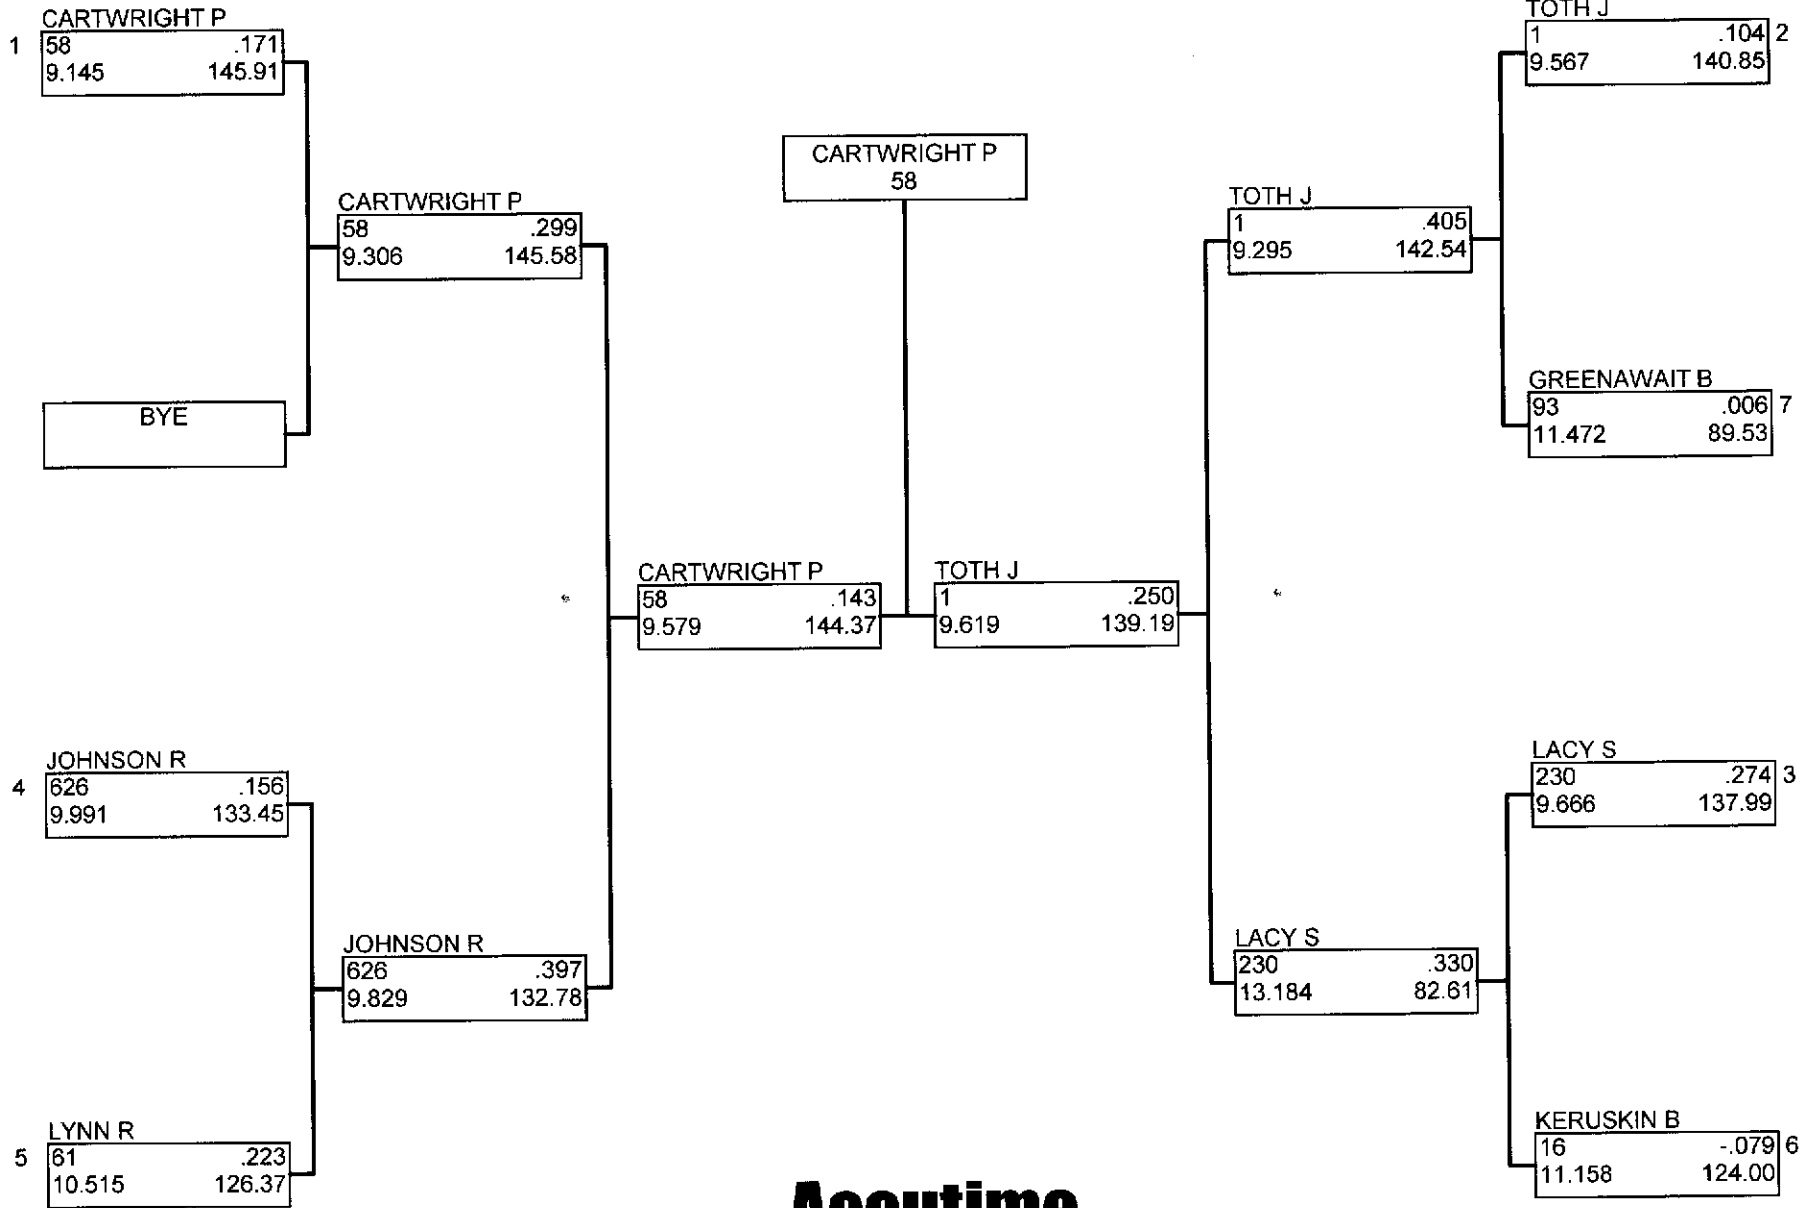 CARTWRIGHT P
1 58 .171
9.145 145.91
BYE
CARTWRIGHT P
58 .299
9.306 145.58
JOHNSON R
4 626 .156
9.991 133.45
LYNN R
5 61 .223
10.515 126.37
JOHNSON R
626 .397
9.829 132.78
CARTWRIGHT P
58 .143
9.579 144.37
CARTWRIGHT P
58
TOTH J
1 .250
9.619 139.19
TOTH J
1 .405
9.295 142.54
LACY S
230 .330
13.184 82.61
TOTH J
1 .104 2
9.567 140.85
GREENAWAIT B
93 .006 7
11.472 89.53
LACY S
230 .274 3
9.666 137.99
KERUSKIN B
16 -.079 6
11.158 124.00
Accutime